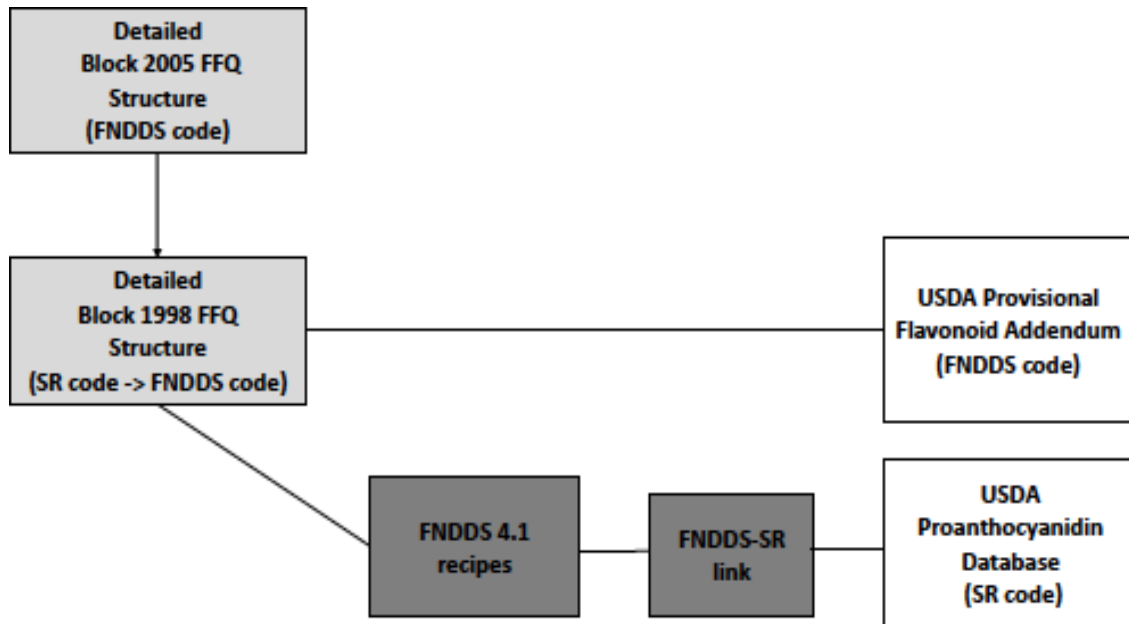 Detailed
Block 2005 FFQ
Structure
(FNDDS code)
Detailed
Block 1998 FFQ
Structure
(SR code -> FNDDS code)
USDA Provisional
Flavonoid Addendum
(FNDDS code)
FNDDS 4.1
recipes
FNDDS-SR
link
USDA
Proanthocyanidin
Database
(SR code)